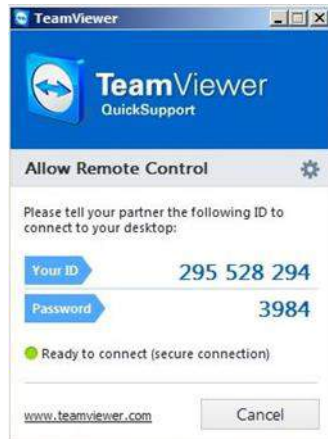 TeamViewer
TeamViewer
QuickSupport
Allow Remote Control
Please tell your partner the following ID to
connect to your desktop:
Your ID 295 528 294
Password 3984
Ready to connect (secure connection)
www.teamviewer.com Cancel